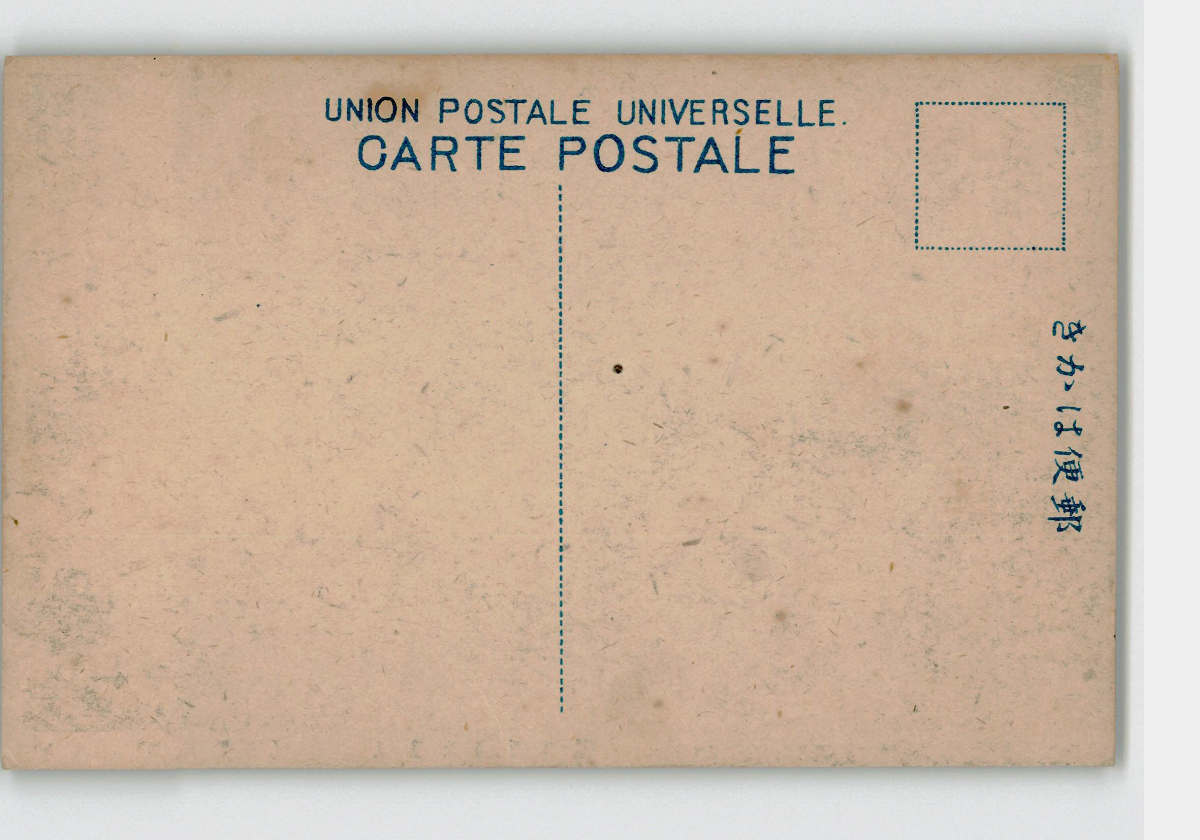 UNION POSTALE UNIVERSELLE.
CARTE POSTALE
きかは便郵